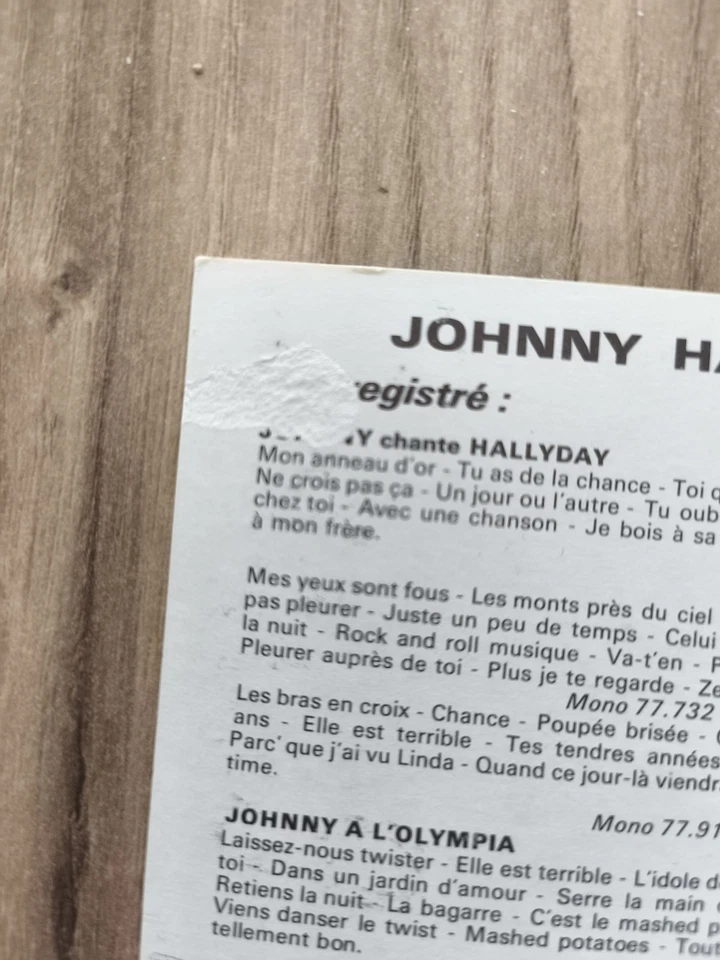 JOHNNY
registré :
chante HALLYDAY
Mon anneau d'or - Tu as de la chance - Toi
Ne crois pas ça - Un jour ou l'autre - Tu
chez toi - Avec une chanson - Je bois à sa
à mon frère.
Mes yeux sont fous - Les monts près du ciel
pas pleurer - Juste un peu de temps - Celui
la nuit - Rock and roll musique - Va-t'en -
Pleurer auprès de toi - Plus je te regarde -
Mono 77.732
Les bras en croix - Chance - Poupée brisée -
ans - Elle est terrible - Tes tendres années
Parc' que j'ai vu Linda - Quand ce jour-là
time.
Mono 77.91
JOHNNY A L'OLYMPIA
Laissez-nous twister - Elle est terrible - L'idole
toi - Dans un jardin d'amour - Serre la main
Retiens la nuit - La bagarre - C'est le mashed
Viens danser le twist - Mashed potatoes -
tellement bon.